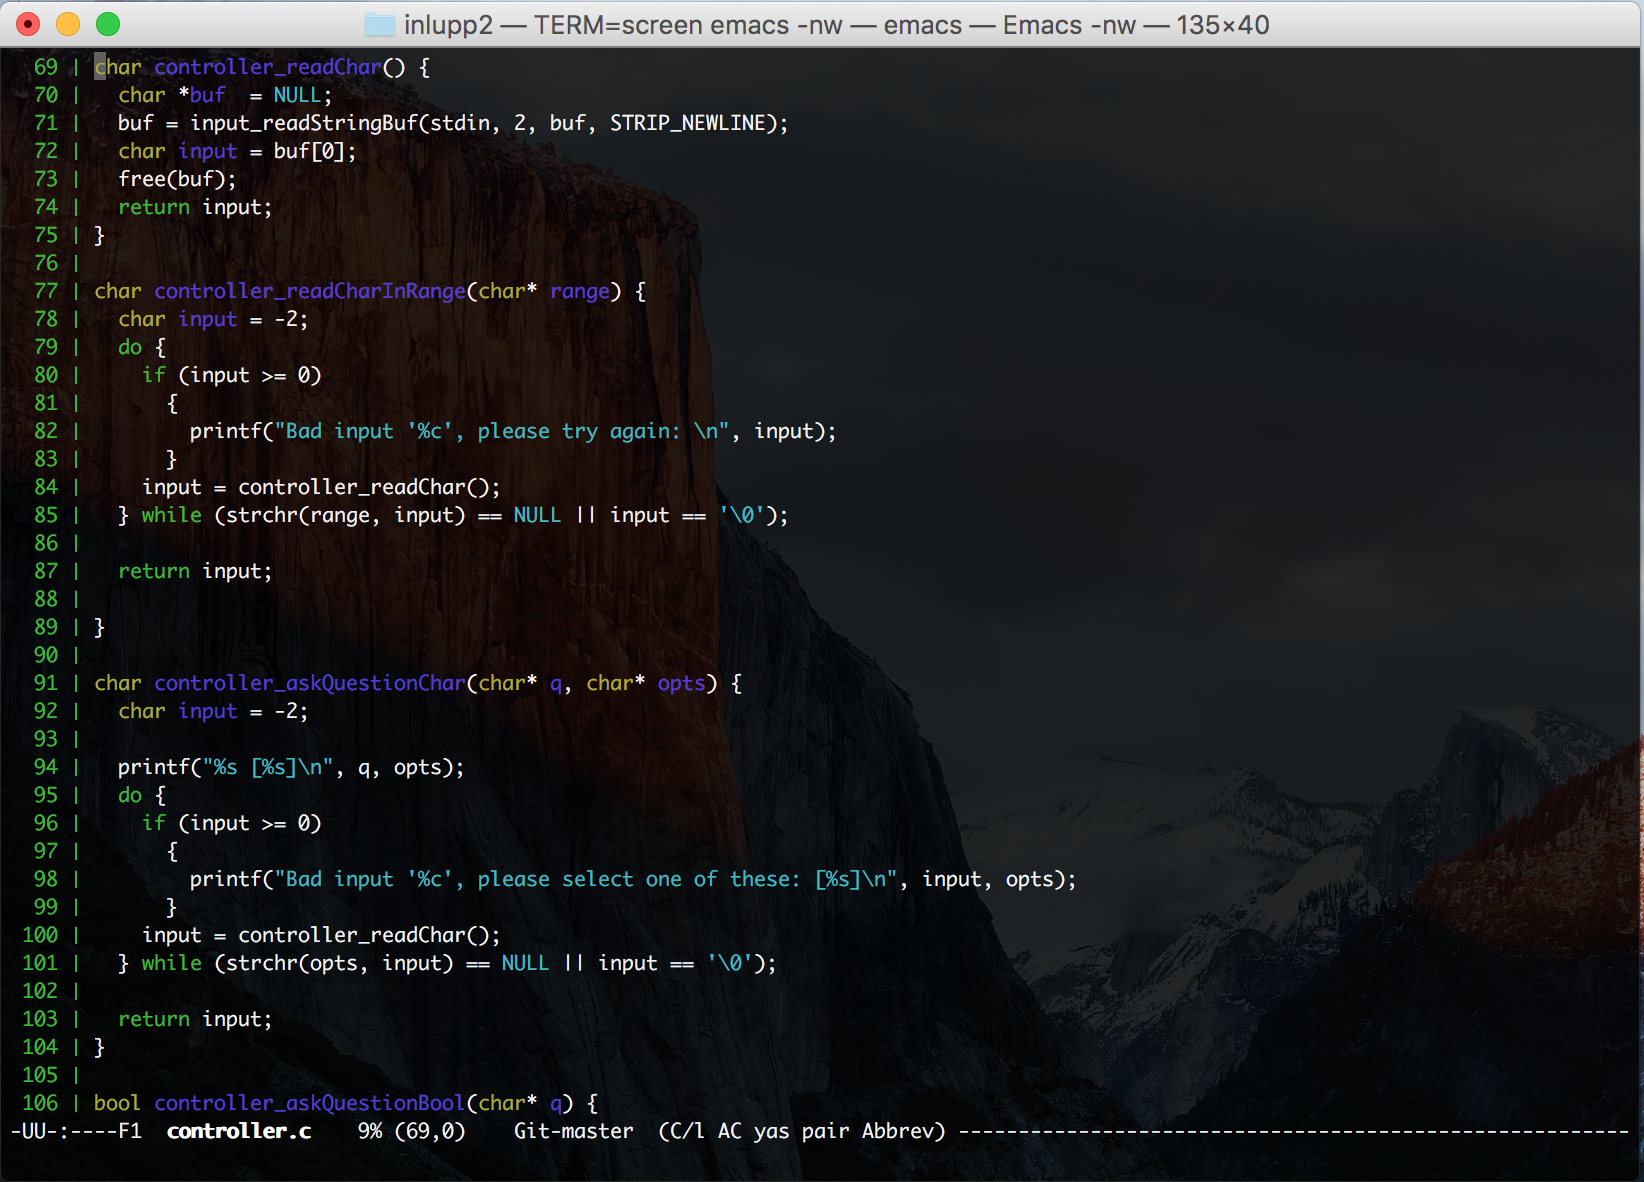 inlupp2 — TERM=screen emacs -nw — emacs — Emacs -nw — 135×40
69 | char controller_readChar() {
70 |   char *buf  = NULL;
71 |   buf = input_readStringBuf(stdin, 2, buf, STRIP_NEWLINE);
72 |   char input = buf[0];
73 |   free(buf);
74 |   return input;
75 | }
76 |
77 | char controller_readCharInRange(char* range) {
78 |   char input = -2;
79 |   do {
80 |     if (input >= 0)
81 |       {
82 |         printf("Bad input '%c', please try again: \n", input);
83 |       }
84 |     input = controller_readChar();
85 |   } while (strchr(range, input) == NULL || input == '\0');
86 |
87 |   return input;
88 |
89 | }
90 |
91 | char controller_askQuestionChar(char* q, char* opts) {
92 |   char input = -2;
93 |
94 |   printf("%s [%s]\n", q, opts);
95 |   do {
96 |     if (input >= 0)
97 |       {
98 |         printf("Bad input '%c', please select one of these: [%s]\n", input, opts);
99 |       }
100 |     input = controller_readChar();
101 |   } while (strchr(opts, input) == NULL || input == '\0');
102 |
103 |   return input;
104 | }
105 |
106 | bool controller_askQuestionBool(char* q) {
-UU-:----F1  controller.c    9% (69,0)    Git-master  (C/l AC yas pair Abbrev) --------------------------------------------------------